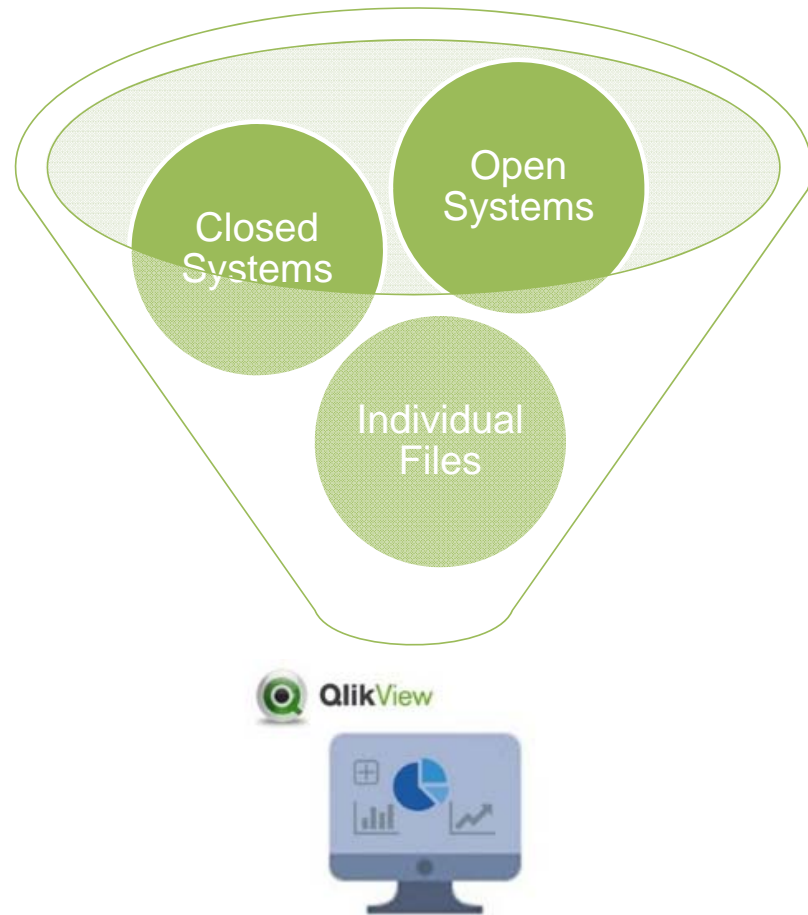 Open
Systems
Closed
Systems
Individual
Files
QlikView